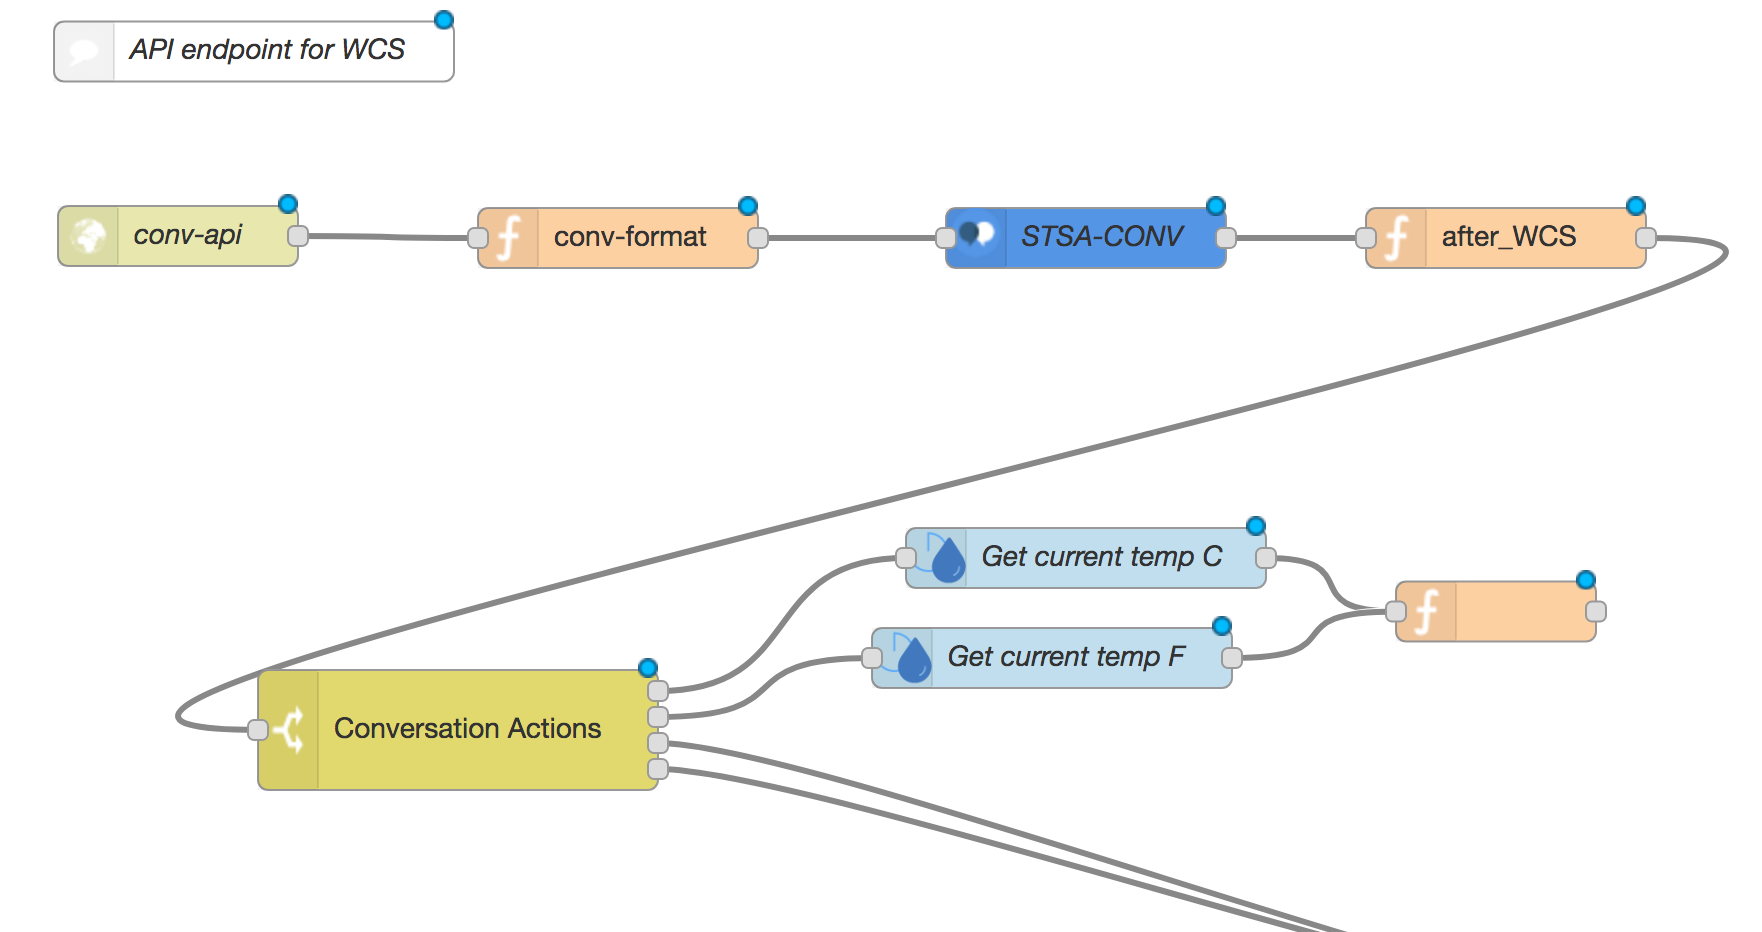 API endpoint for WCS
conv-api
conv-format
STSA-CONV
after_WCS
Get current temp C
Get current temp F
Conversation Actions